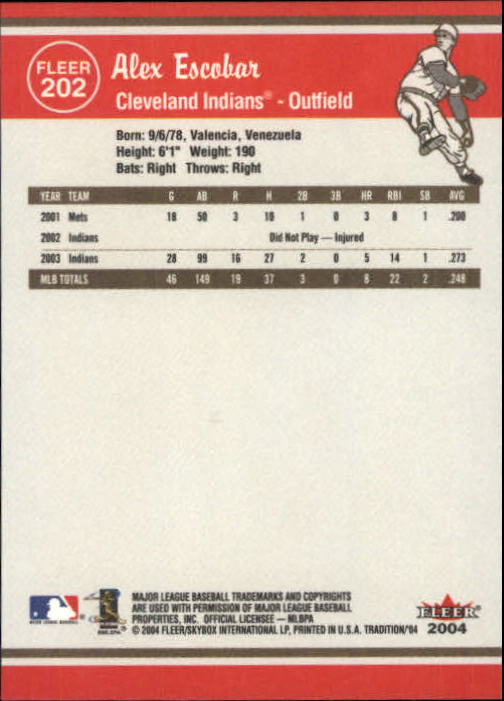 FLEER
202
Alex Escobar
Cleveland Indians® - Outfield
Born: 9/6/78, Valencia, Venezuela
Height: 6'1" Weight: 190
Bats: Right Throws: Right
YEAR TEAM G AB R H 2B 3B HR RBI SB AVG
2001 Mets 18 50 3 10 1 0 3 8 1 .200
2002 Indians Did Not Play — Injured
2003 Indians 28 99 16 27 2 0 5 14 1 .273
MLB TOTALS 46 149 19 37 3 0 8 22 2 .248
MAJOR LEAGUE BASEBALL TRADEMARKS AND COPYRIGHTS
ARE USED WITH PERMISSION OF MAJOR LEAGUE BASEBALL
PROPERTIES, INC. OFFICIAL LICENSEE — MLBPA
© 2004 FLEER/SKYBOX INTERNATIONAL LP, PRINTED IN U.S.A. TRADITION/'04
FLEER
2004